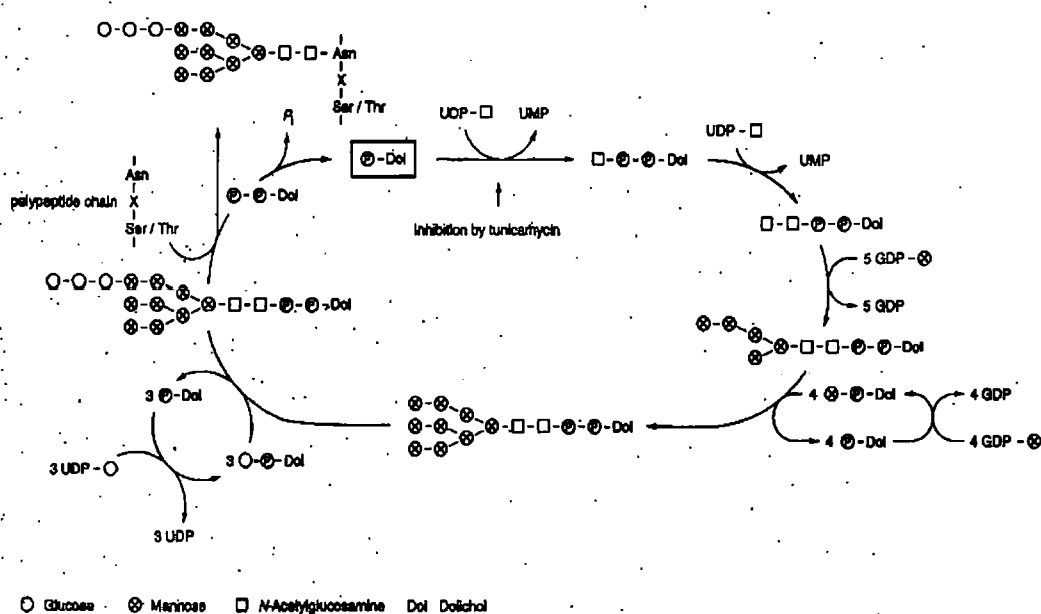 Asn
X
Ser / Thr
Pi
UDP-
UMP
P-Dol
UDP-
UMP
P-P-Dol
Asn
polypeptide chain
X
Ser / Thr
P-P-Dol
Inhibition by tunicamycin
P-P-Dol
5 GDP-
5 GDP
P-P-Dol
P-P-Dol
3 P-Dol
P-P-Dol
4 P-Dol
4 GDP
4 P-Dol
4 GDP-
3 UDP-
3 P-Dol
3 UDP
Glucose Mannose N-Acetylglucosamine Dol Dolichol